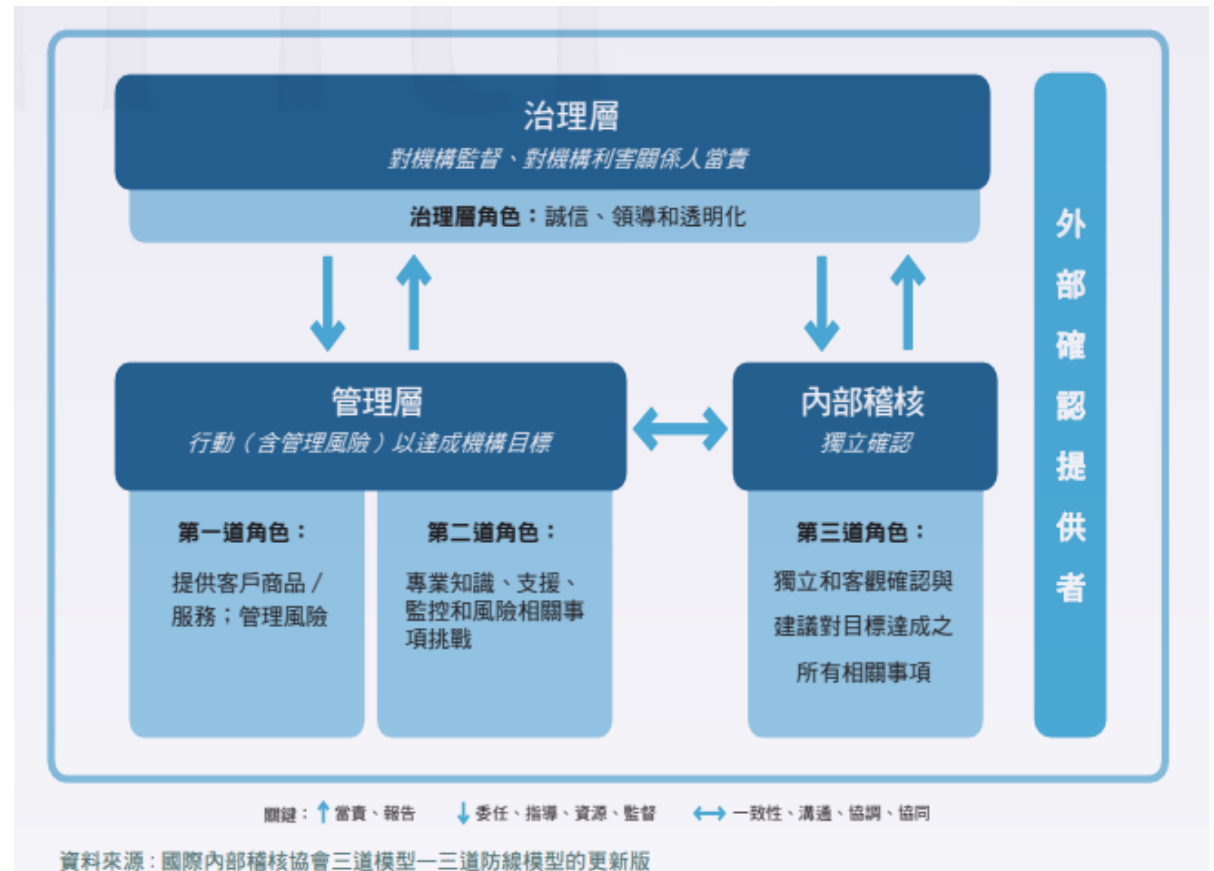 治理層
對機構監督、對機構利害關係人當責
治理層角色：誠信、領導和透明化
管理層
行動（含管理風險）以達成機構目標
第一道角色：
提供客戶商品/
服務；管理風險
第二道角色：
專業知識、支援、
監控和風險相關事
項挑戰
內部稽核
獨立確認
第三道角色：
獨立和客觀確認與
建議對目標達成之
所有相關事項
外部確認提供者
關鍵：↑當責、報告 ↓委任、指導、資源、監督 ↔一致性、溝通、協調、協同
資料來源：國際內部稽核協會三道模型—三道防線模型的更新版